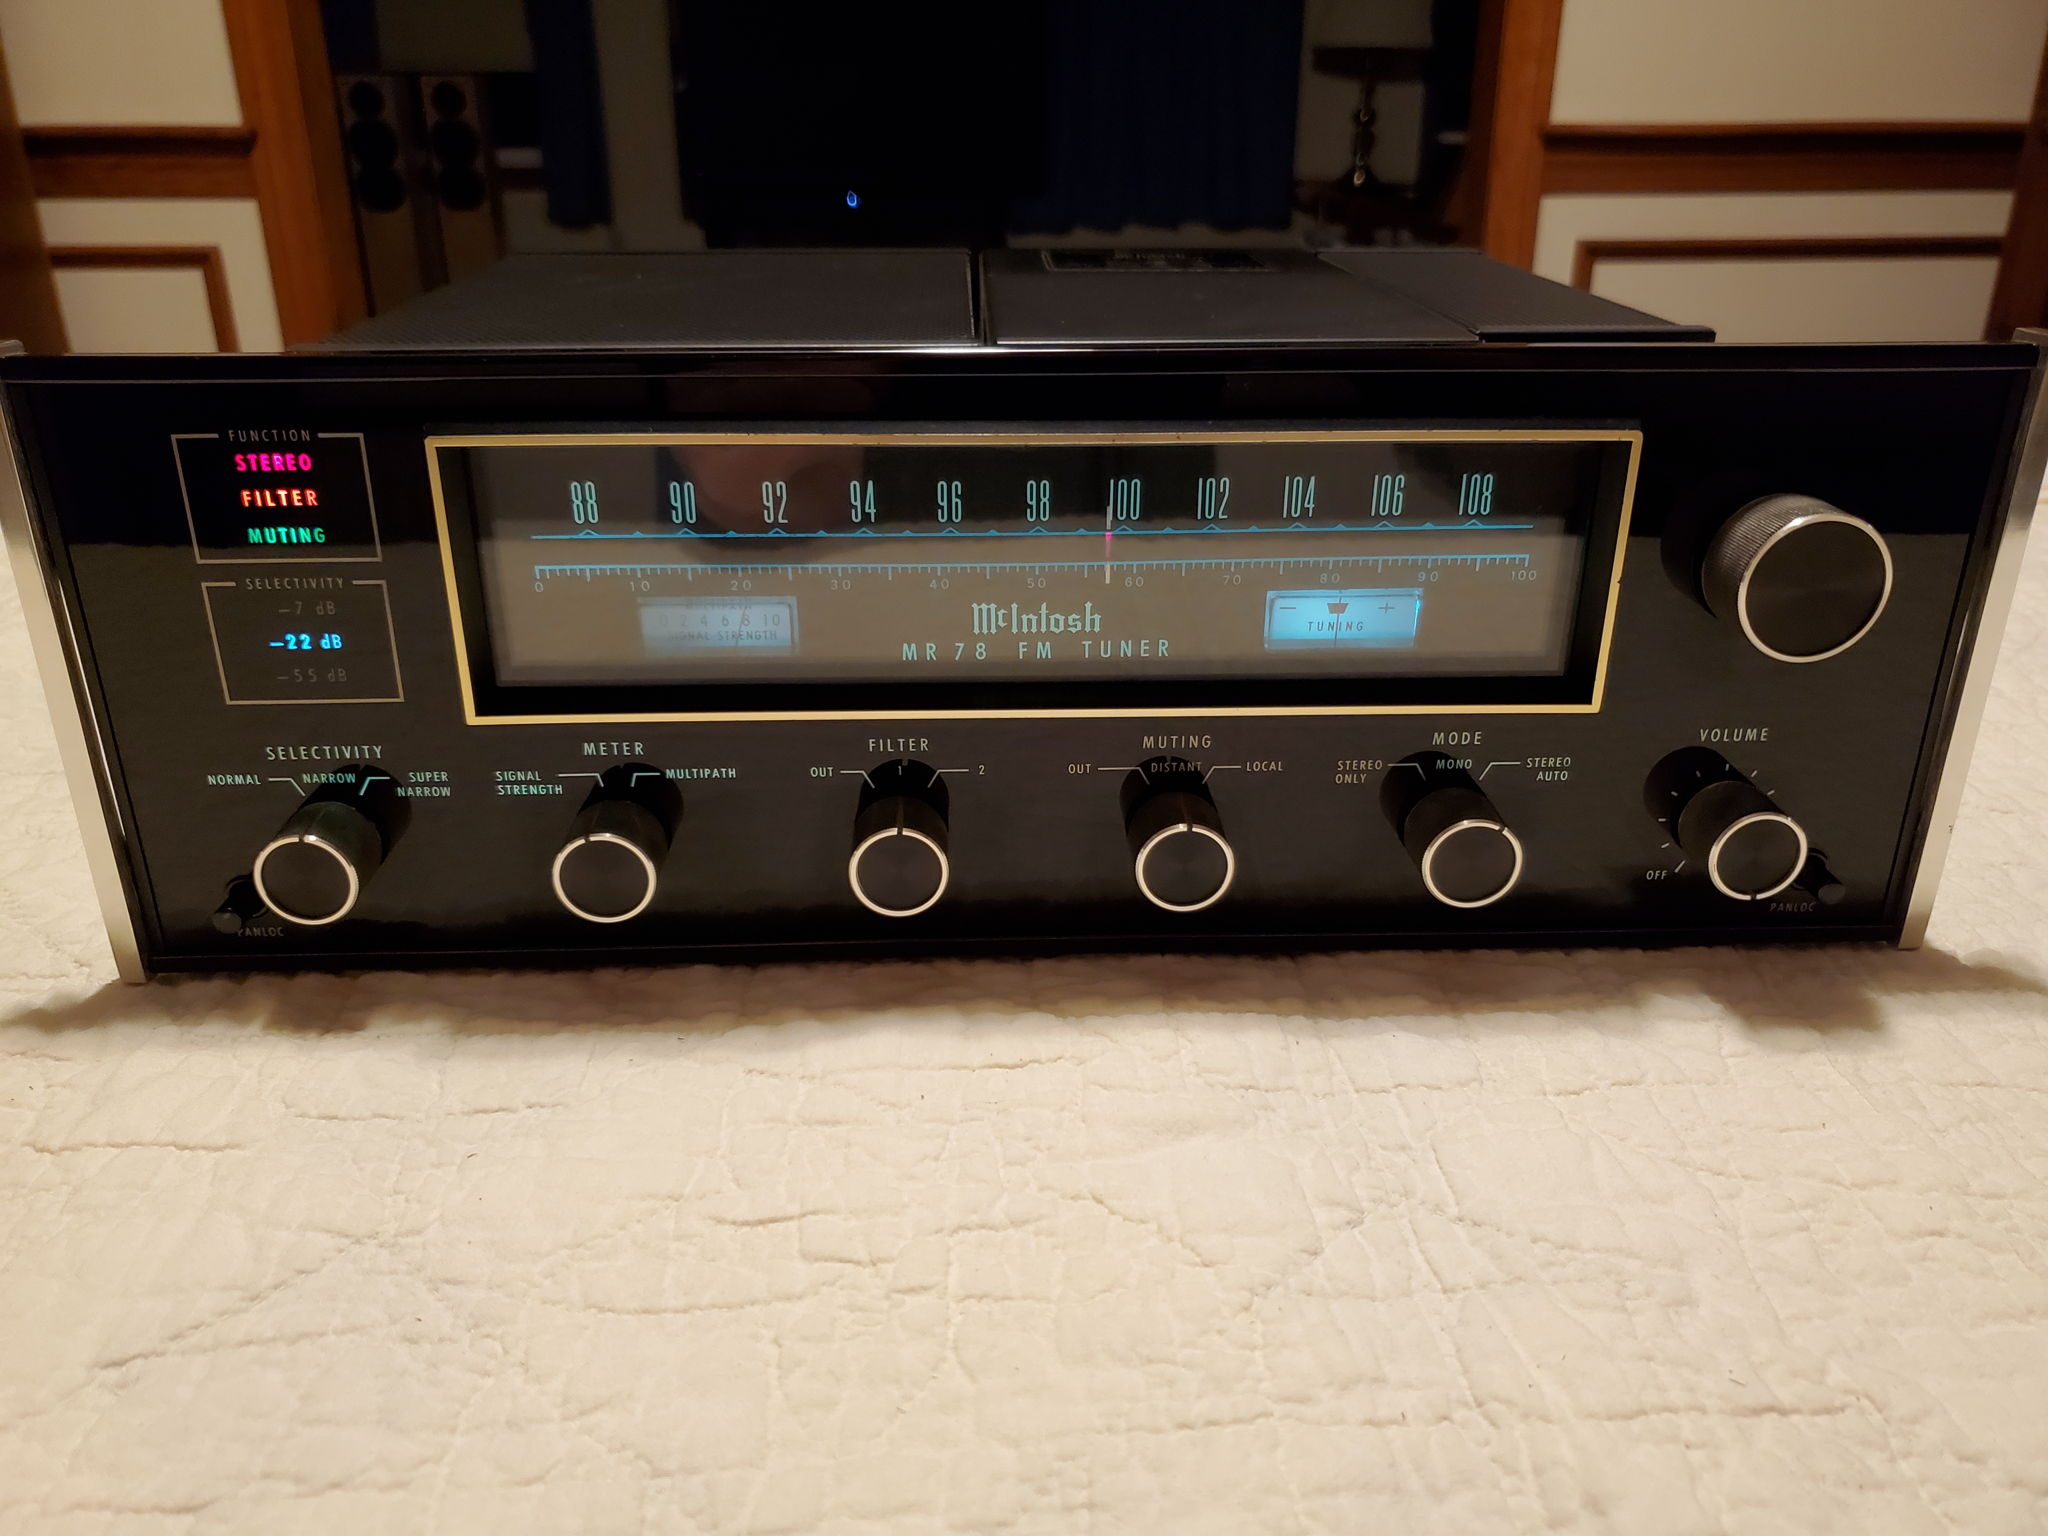 FUNCTION
STEREO
FILTER
MUTING
SELECTIVITY
-7 dB
-22 dB
-55 dB
88 90 92 94 96 98 100 102 104 106 108
0 10 20 30 40 50 60 70 80 90 100
MULTIPATH
0 2 4 6 8 10
SIGNAL STRENGTH
McIntosh
MR 78 FM TUNER
- +
TUNING
SELECTIVITY
NORMAL NARROW SUPER NARROW
METER
SIGNAL STRENGTH MULTIPATH
FILTER
OUT 1 2
MUTING
OUT DISTANT LOCAL
MODE
STEREO ONLY MONO STEREO AUTO
VOLUME
OFF
PANLOC
PANLOC